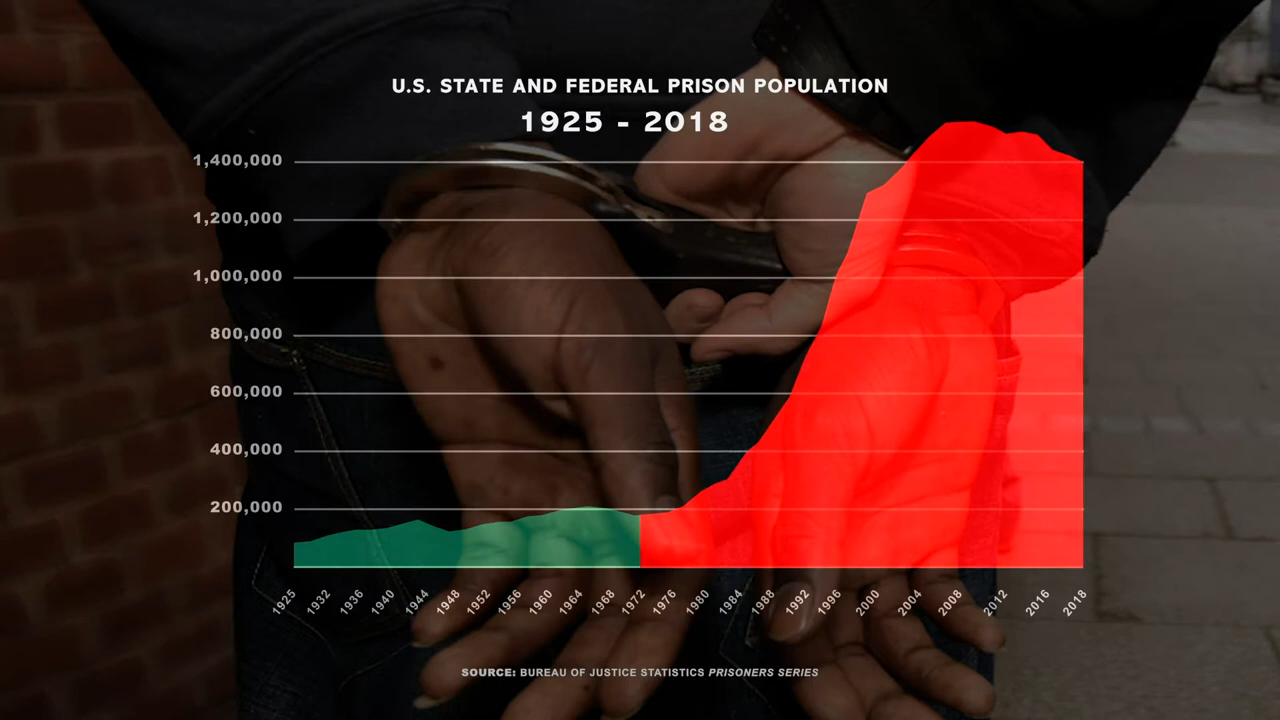 U.S. STATE AND FEDERAL PRISON POPULATION
1925 - 2018
1,400,000
1,200,000
1,000,000
800,000
600,000
400,000
200,000
1925 1932 1936 1940 1944 1948 1952 1956 1960 1964 1968 1972 1976 1980 1984 1988 1992 1996 2000 2004 2008 2012 2016 2018
SOURCE: BUREAU OF JUSTICE STATISTICS PRISONERS SERIES